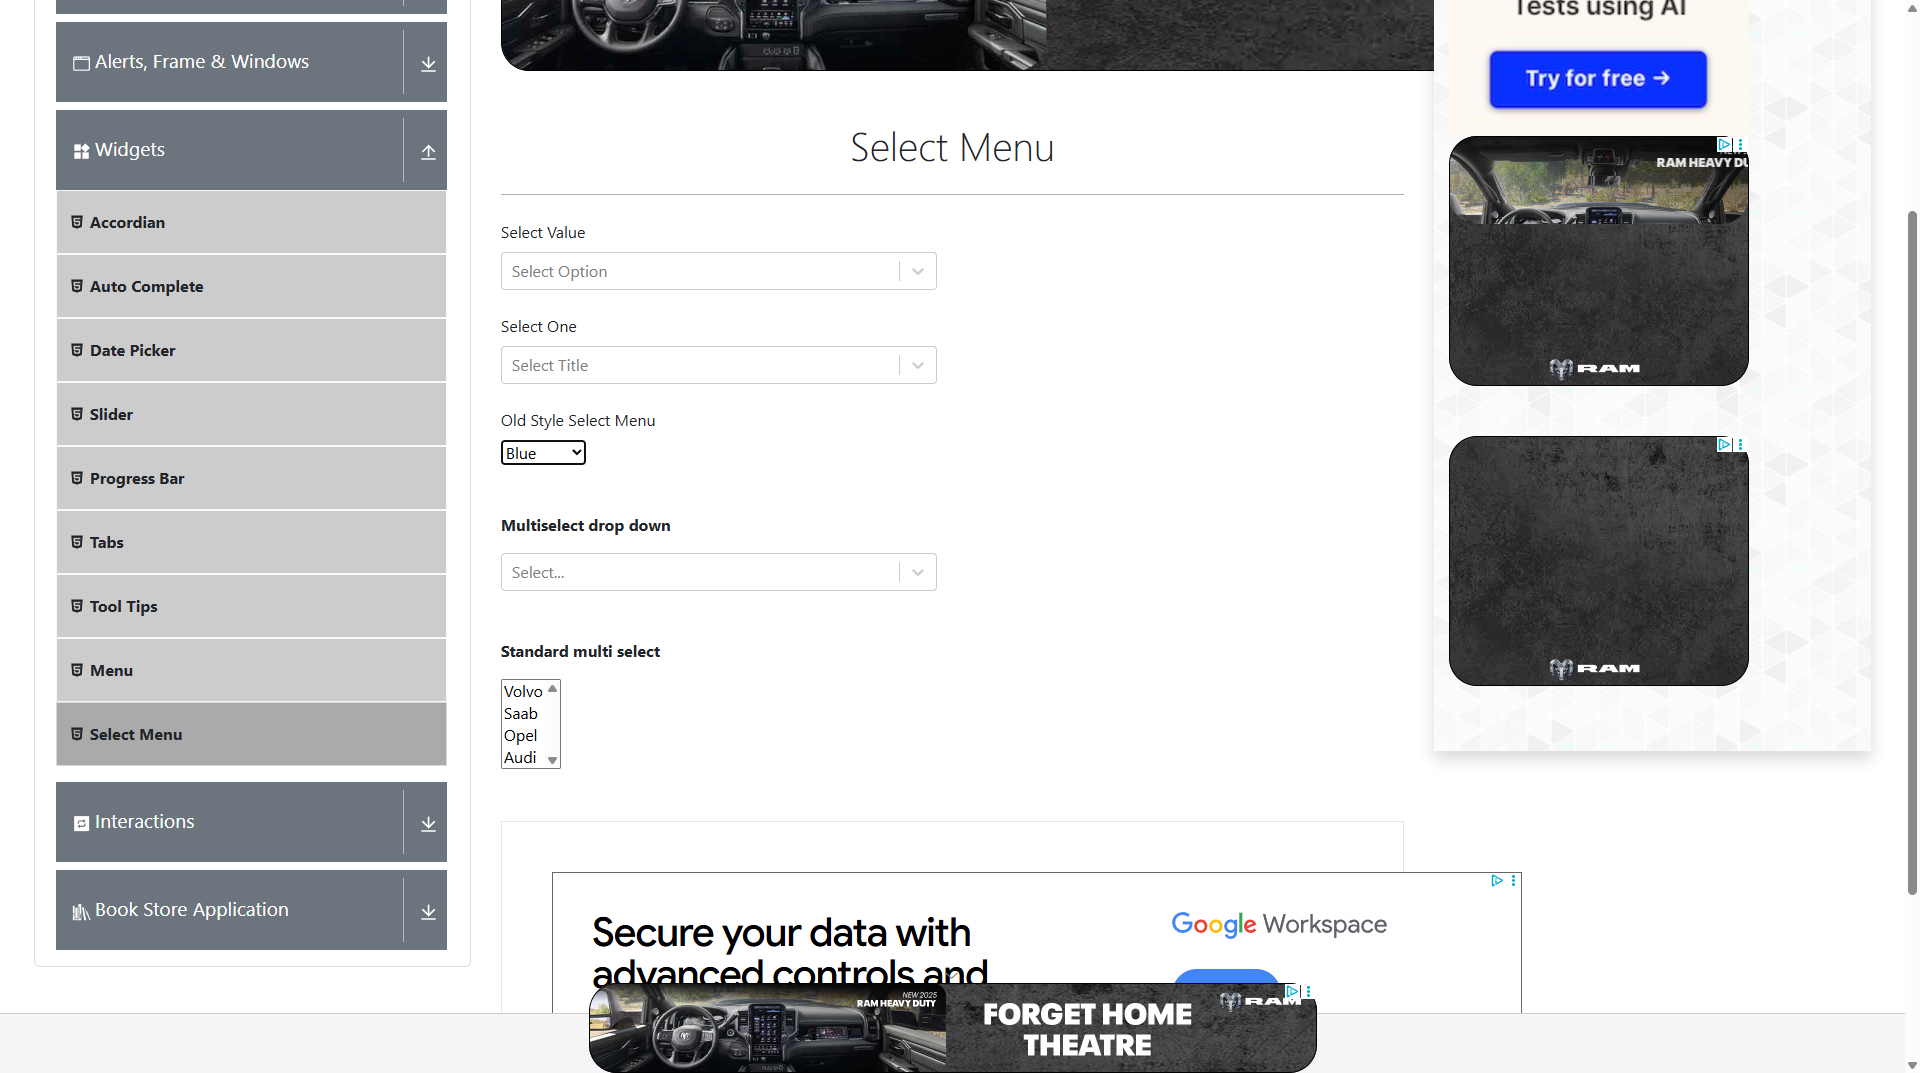 Alerts, Frame & Windows
Widgets
Accordian
Auto Complete
Date Picker
Slider
Progress Bar
Tabs
Tool Tips
Menu
Select Menu
Interactions
Book Store Application
Select Menu
Select Value
Select Option
Select One
Select Title
Old Style Select Menu
Blue
Multiselect drop down
Select...
Standard multi select
Volvo
Saab
Opel
Audi
Tests using AI
Try for free →
RAM HEAVY DU
RAM
RAM
Secure your data with
advanced controls and
Google Workspace
NEW 2025
RAM HEAVY DUTY
FORGET HOME
THEATRE
RAM